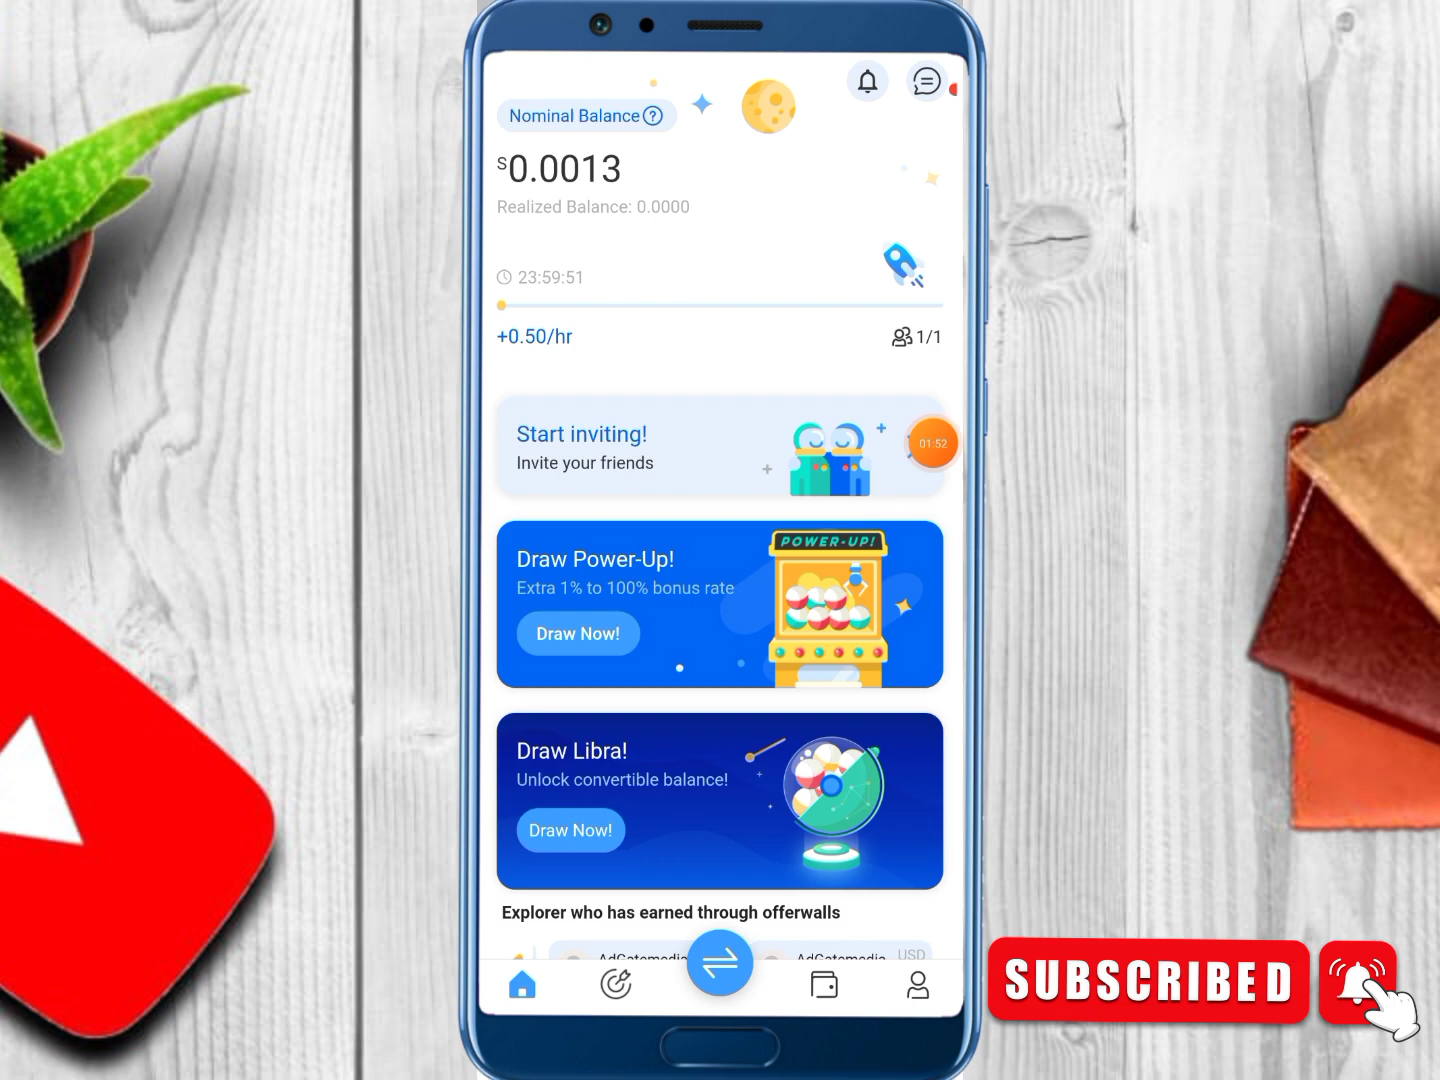 Nominal Balance ?
S0.0013
Realized Balance: 0.0000
23:59:51
+0.50/hr
1/1
Start inviting!
Invite your friends
01:52
POWER-UP!
Draw Power-Up!
Extra 1% to 100% bonus rate
Draw Now!
Draw Libra!
Unlock convertible balance!
Draw Now!
Explorer who has earned through offerwalls
AdGatemedia
AdGatemedia
USD
SUBSCRIBED